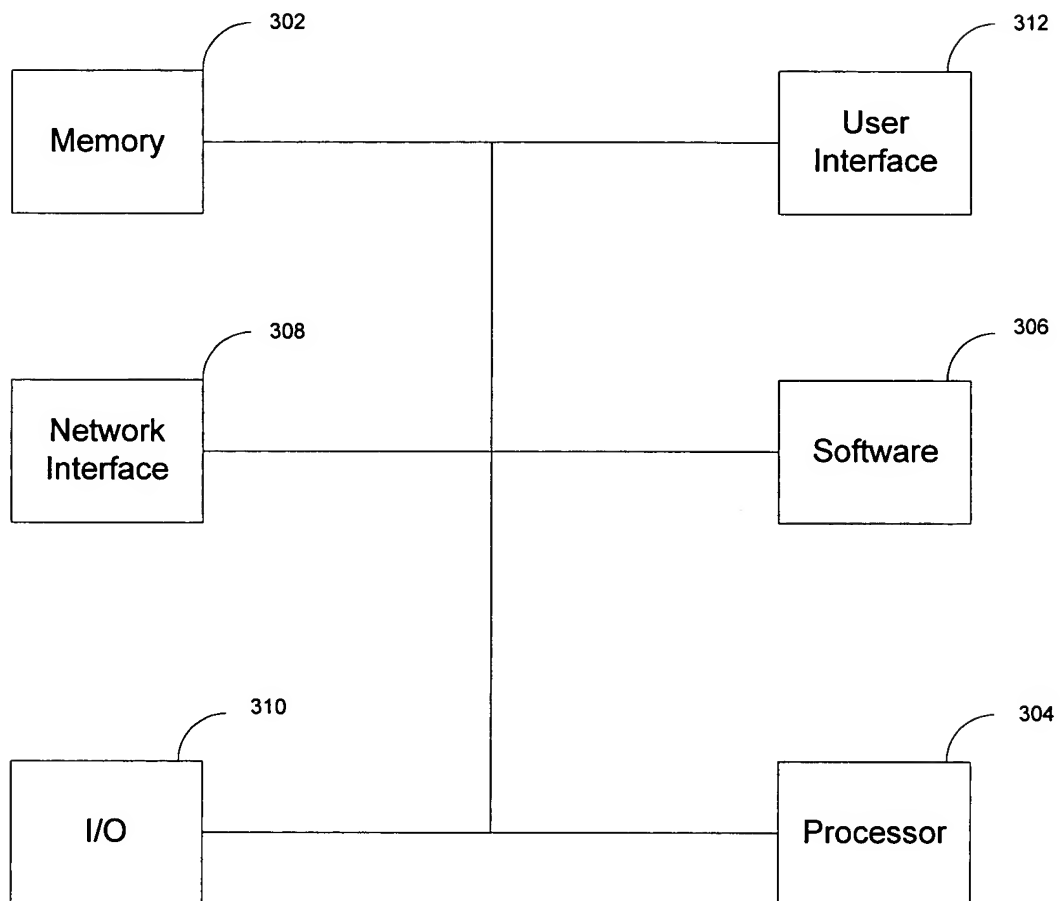 302
312
Memory
User
Interface
308
306
Network
Interface
Software
310
304
I/O
Processor